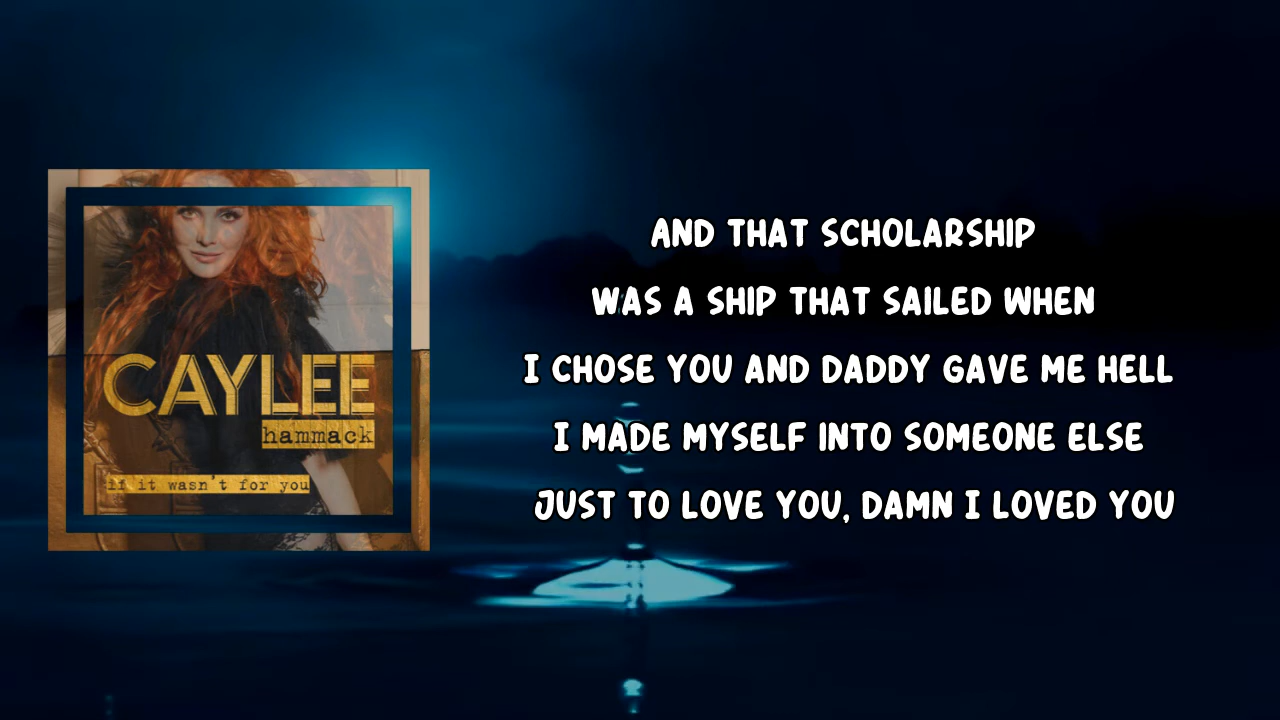 CAYLEE
hammack
if it wasn't for you
AND THAT SCHOLARSHIP
WAS A SHIP THAT SAILED WHEN
I CHOSE YOU AND DADDY GAVE ME HELL
I MADE MYSELF INTO SOMEONE ELSE
JUST TO LOVE YOU, DAMN I LOVED YOU